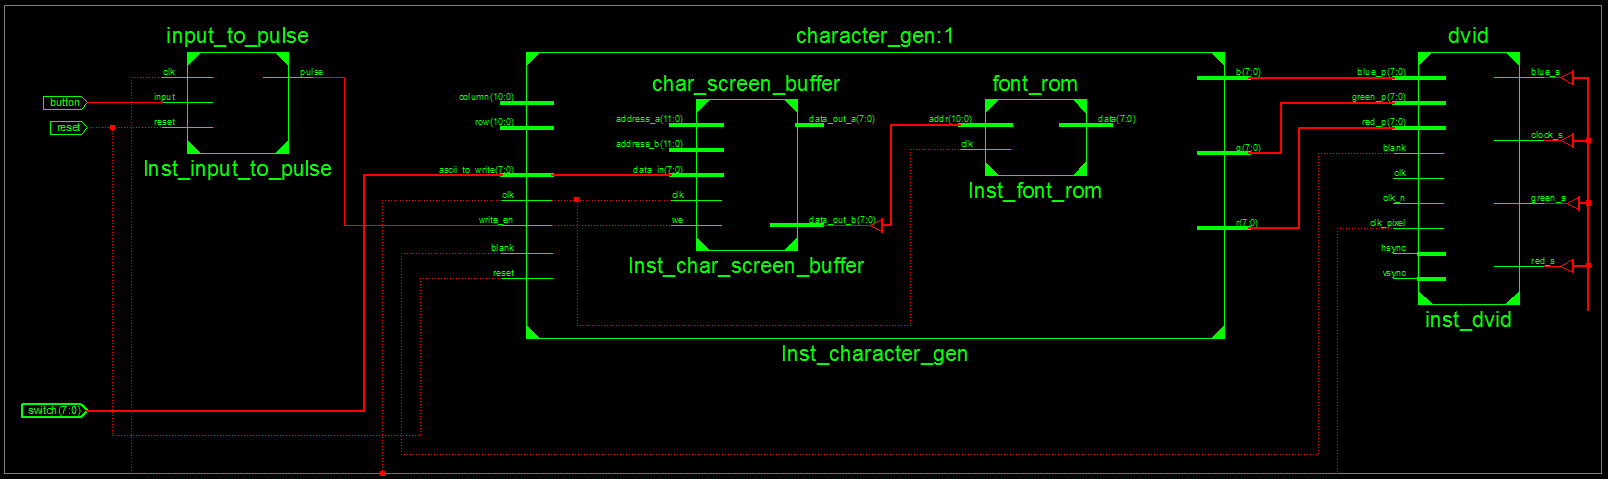 input_to_pulse
clk
pulse
input
reset
Inst_input_to_pulse
button
reset
switch(7:0)
character_gen:1
column(10:0)
row(10:0)
ascii_to_write(7:0)
clk
write_en
blank
reset
b(7:0)
g(7:0)
r(7:0)
char_screen_buffer
address_a(11:0)
data_out_a(7:0)
address_b(11:0)
data_in(7:0)
clk
we
data_out_b(7:0)
Inst_char_screen_buffer
font_rom
addr(10:0)
data(7:0)
clk
Inst_font_rom
Inst_character_gen
dvid
blue_p(7:0)
blue_s
green_p(7:0)
red_p(7:0)
clock_s
blank
clk
clk_n
green_s
clk_pixel
hsync
red_s
vsync
inst_dvid